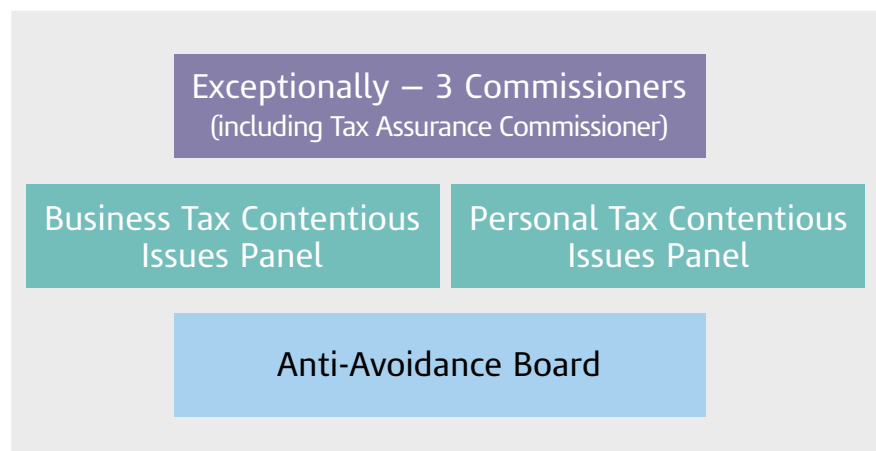 Exceptionally — 3 Commissioners
(including Tax Assurance Commissioner)
Business Tax Contentious
Issues Panel
Personal Tax Contentious
Issues Panel
Anti-Avoidance Board